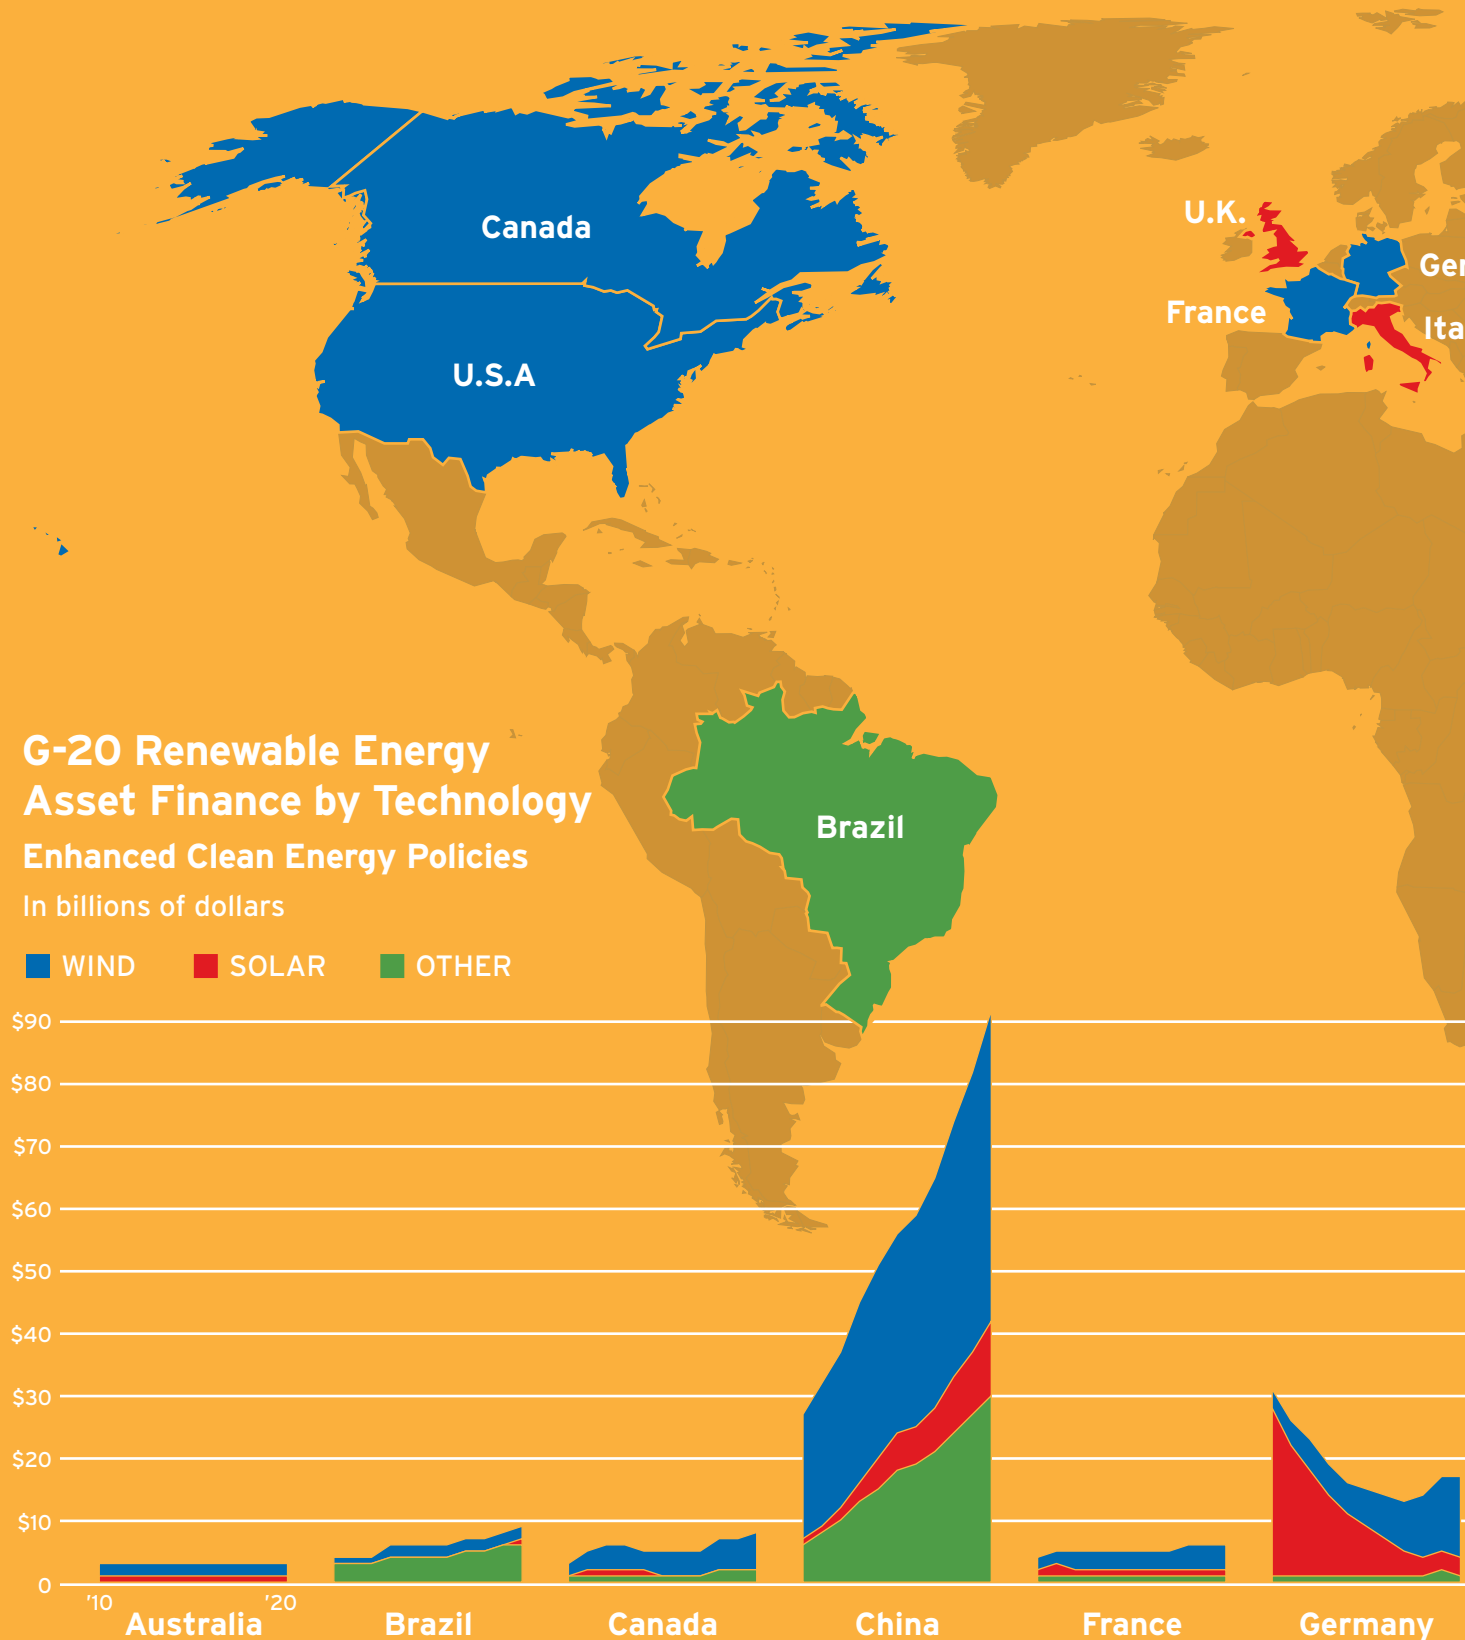 Canada
U.S.A
U.K.
Ger
France
Ita
Brazil
G-20 Renewable Energy
Asset Finance by Technology
Enhanced Clean Energy Policies
In billions of dollars
WIND SOLAR OTHER
$90
$80
$70
$60
$50
$40
$30
$20
$10
0
'10 '20
Australia Brazil Canada China France Germany